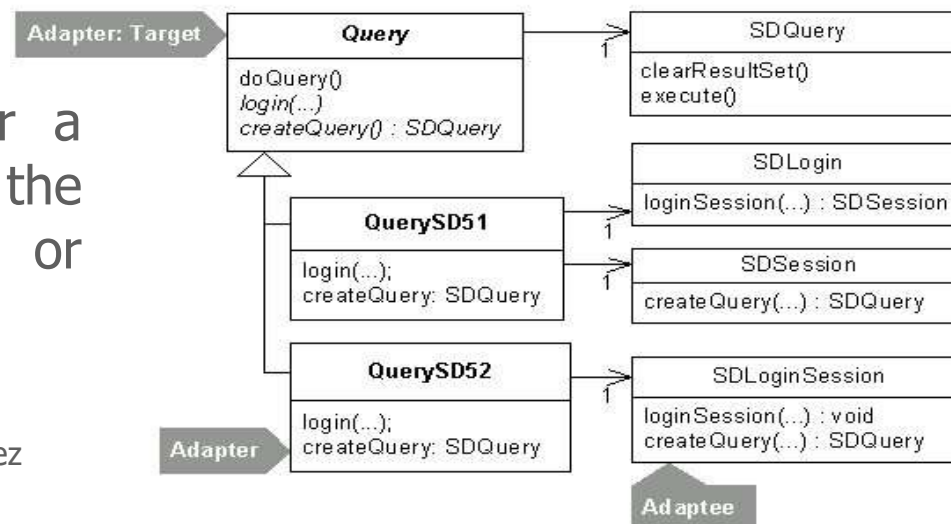 Adapter: Target
Query
doQuery()
login(...)
createQuery() : SDQuery
1
SDQuery
clearResultSet()
execute()
r a
the
or
ez
QuerySD51
login(...);
createQuery: SDQuery
1
1
SDLogin
loginSession(...) : SDSession
SDSession
createQuery(...) : SDQuery
QuerySD52
login(...);
createQuery: SDQuery
1
SDLoginSession
loginSession(...) : void
createQuery(...) : SDQuery
Adapter
Adaptee